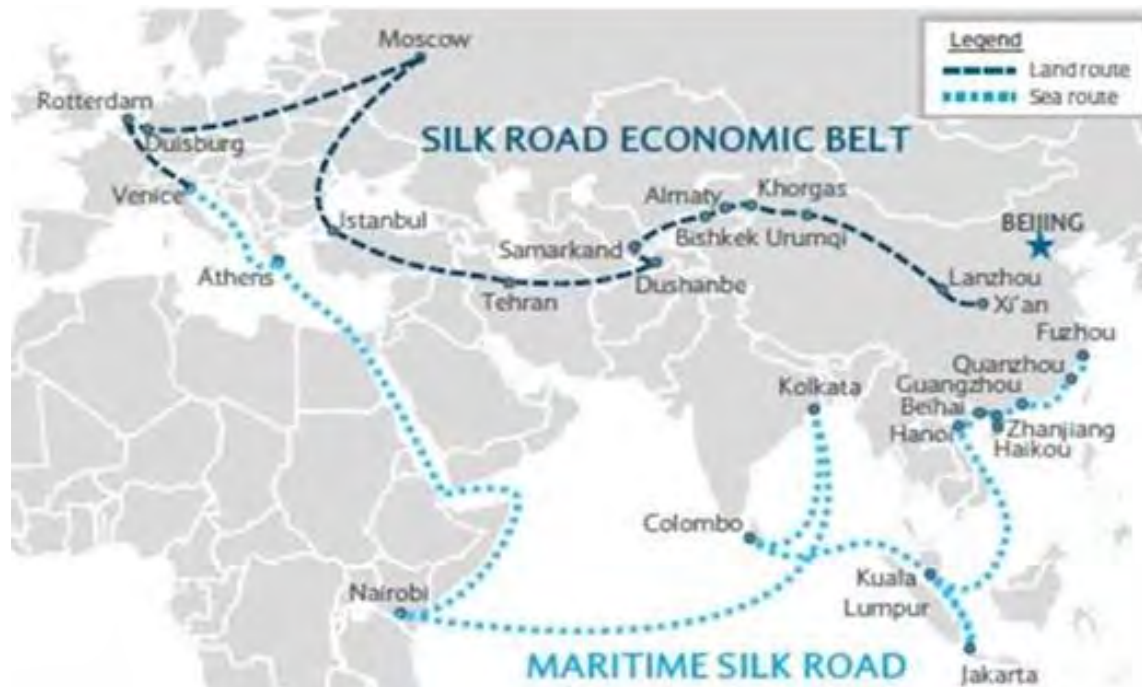 Moscow
Legend
Land route
Sea route
Rotterdam
Duisburg
SILK ROAD ECONOMIC BELT
Venice
Almaty
Khorgas
Istanbul
Samarkand
Bishkek
Urumqi
BEIJING
Athens
Tehran
Dushanbe
Lanzhou
Xi'an
Fuzhou
Quanzhou
Kolkata
Guangzhou
Beihai
Hanoi
Zhanjiang
Haikou
Colombo
Kuala
Lumpur
Nairobi
MARITIME SILK ROAD
Jakarta